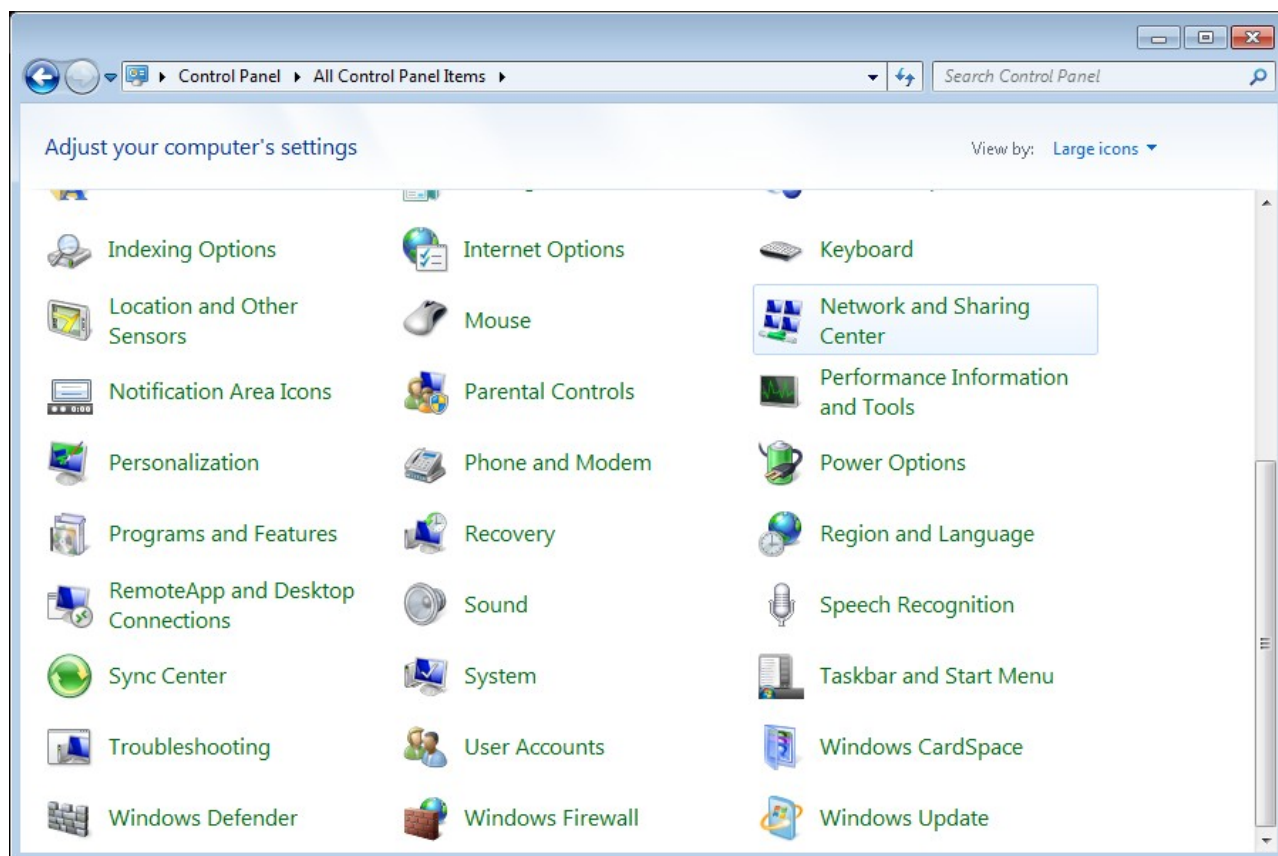 Control Panel All Control Panel Items Search Control Panel
Adjust your computer's settings View by: Large icons
Indexing Options Internet Options Keyboard
Location and Other
Sensors
Mouse
Network and Sharing
Center
Notification Area Icons Parental Controls
Performance Information
and Tools
Personalization Phone and Modem Power Options
Programs and Features Recovery Region and Language
RemoteApp and Desktop
Connections
Sound Speech Recognition
Sync Center System Taskbar and Start Menu
Troubleshooting User Accounts Windows CardSpace
Windows Defender Windows Firewall Windows Update